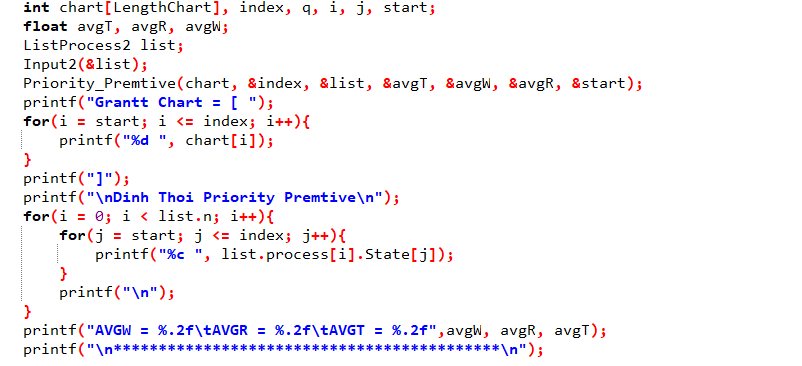 int chart[LengthChart], index, q, i, j, start;
float avgT, avgR, avgW;
ListProcess2 list;
Input2(&list);
Priority_Premtive(chart, &index, &list, &avgT, &avgW, &avgR, &start);
printf("Grantt Chart = [ ");
for(i = start; i <= index; i++){
    printf("%d ", chart[i]);
}
printf("]");
printf("\nDinh Thoi Priority Premtive\n");
for(i = 0; i < list.n; i++){
    for(j = start; j <= index; j++){
        printf("%c ", list.process[i].State[j]);
    }
    printf("\n");
}
printf("AVGW = %.2f\tAVGR = %.2f\tAVGT = %.2f",avgW, avgR, avgT);
printf("\n*******************************************\n");